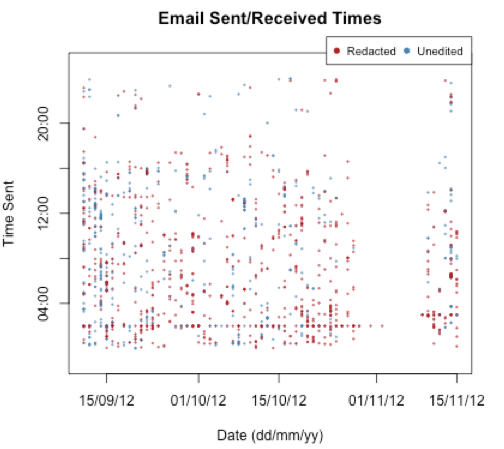 Email Sent/Received Times
Redacted Unedited
20:00
12:00
04:00
Time Sent
15/09/12 01/10/12 15/10/12 01/11/12 15/11/12
Date (dd/mm/yy)